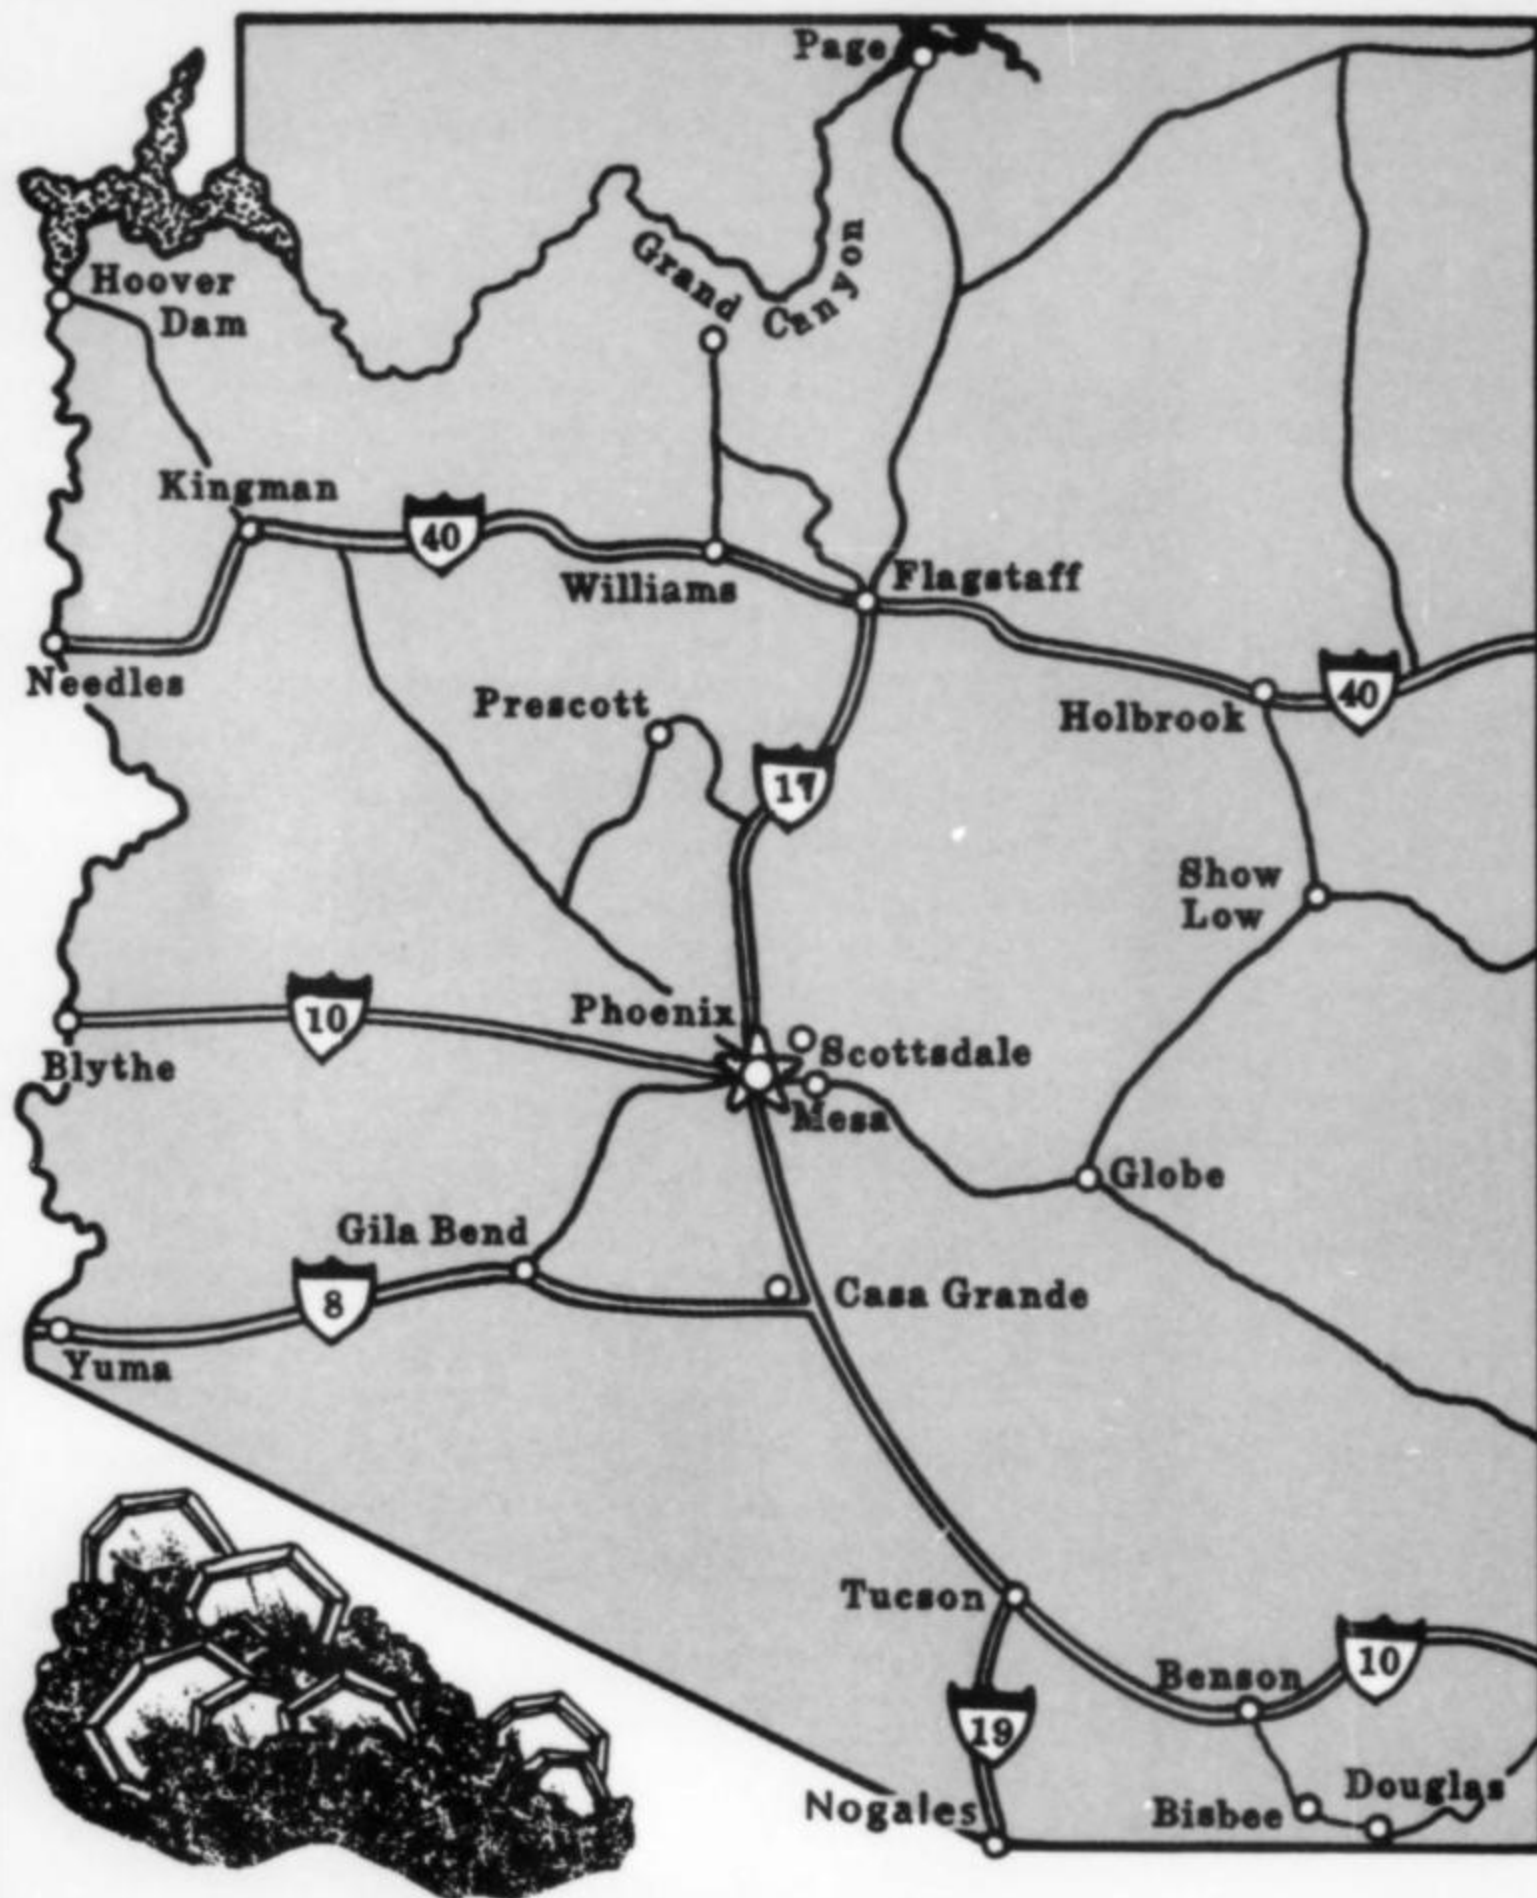 Page
Grand Canyon
Hoover
Dam
Kingman
40
Williams
Flagstaff
Needles
Prescott
Holbrook
40
17
Show
Low
10
Phoenix
Scottsdale
Blythe
Mesa
Globe
Gila Bend
8
Casa Grande
Yuma
Tucson
Benson
10
19
Nogales
Bisbee
Douglas